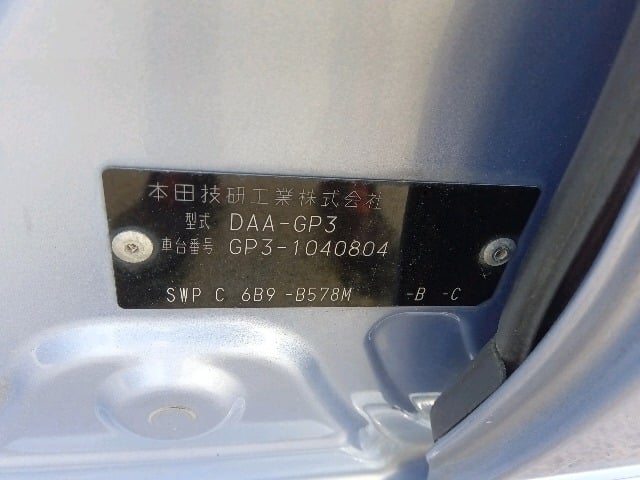 本田技研工業株式会社
型式 DAA-GP3
車台番号 GP3-1040804
SWP C 6B9 -B578M -B -C